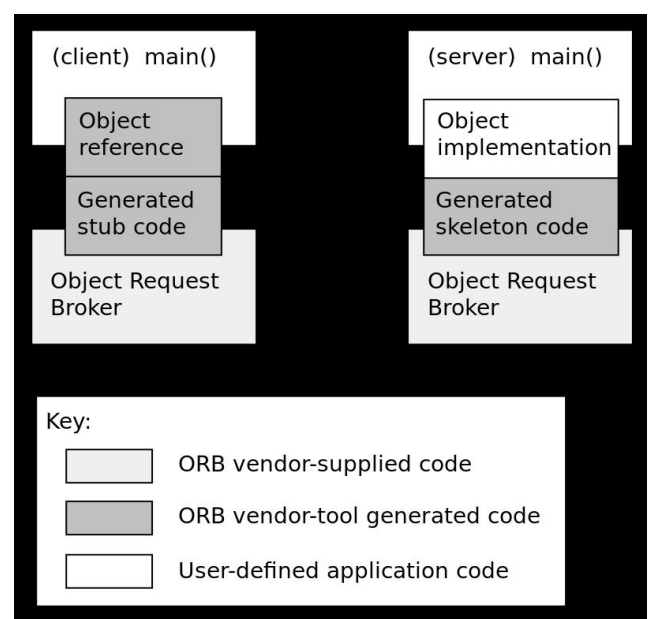 (client)  main()
Object
reference
Generated
stub code
Object Request
Broker
(server)  main()
Object
implementation
Generated
skeleton code
Object Request
Broker
Key:
ORB vendor-supplied code
ORB vendor-tool generated code
User-defined application code